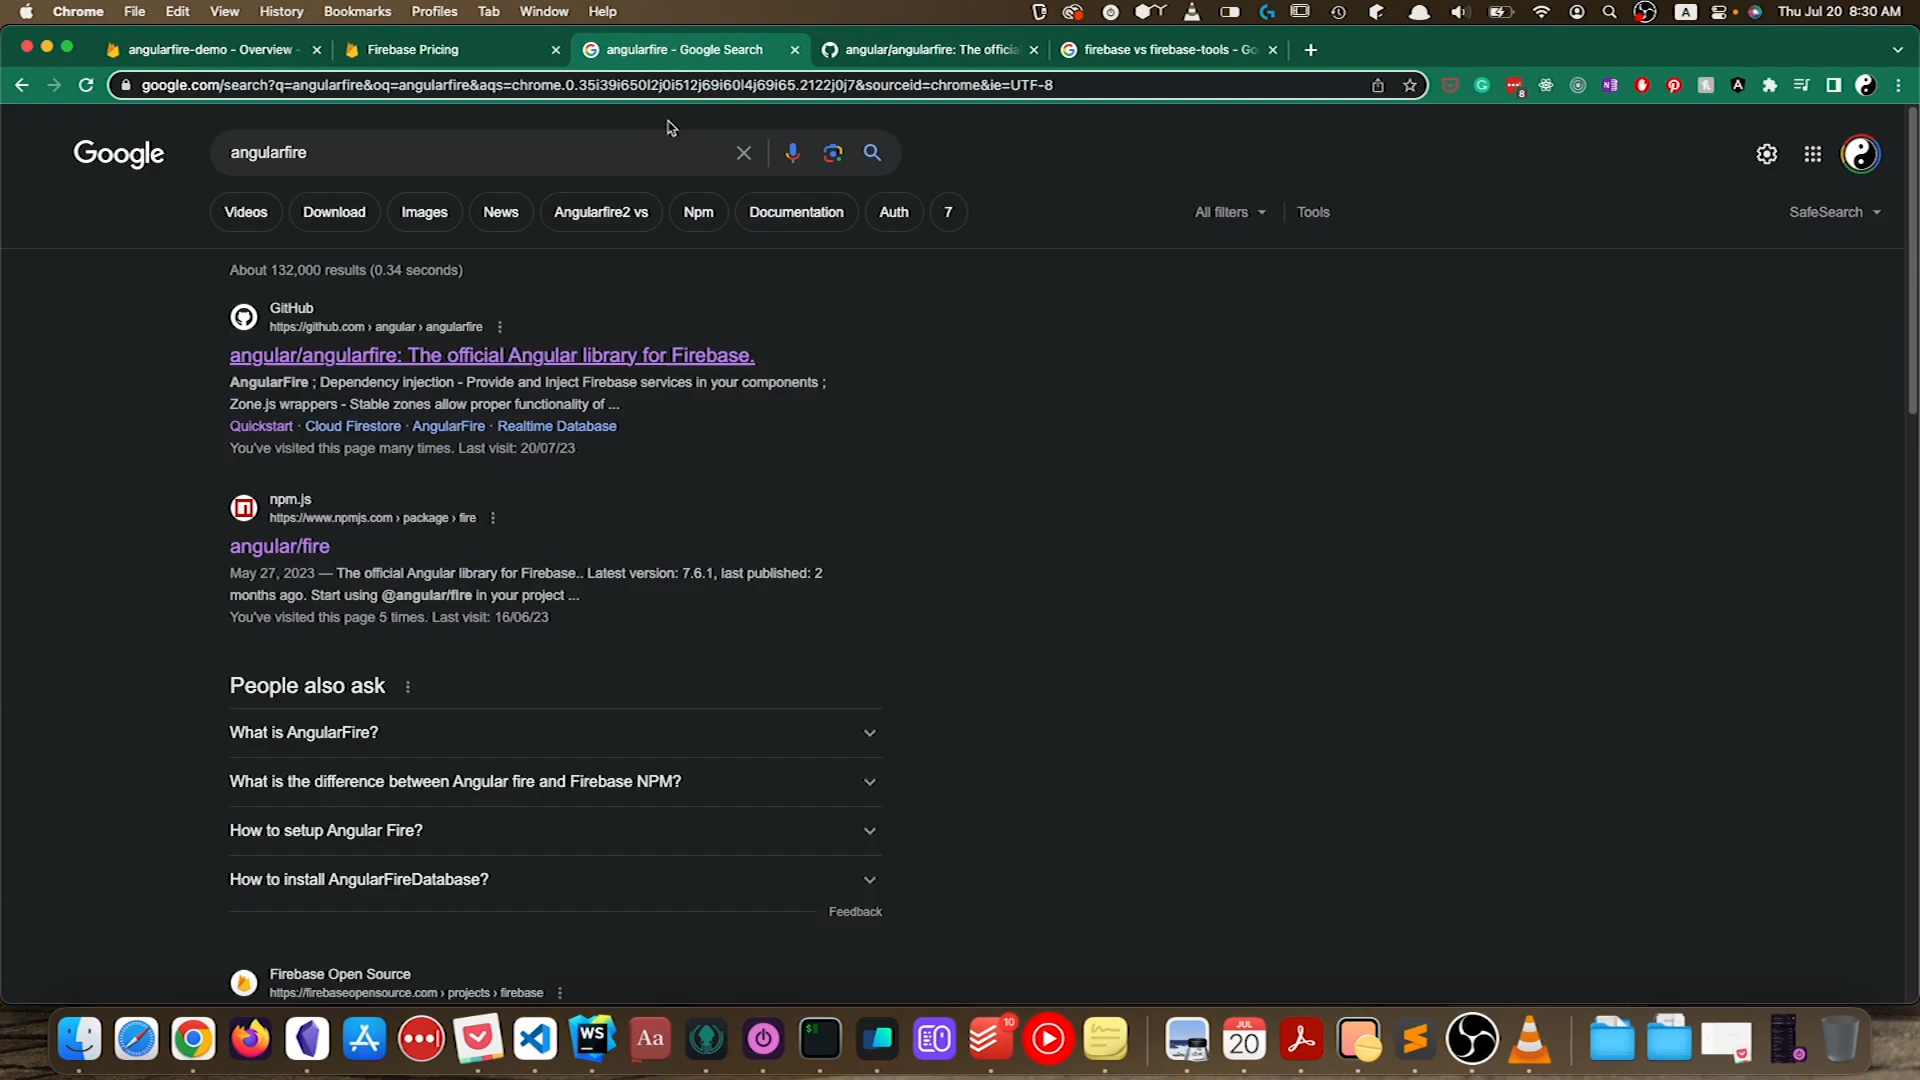 Chrome File Edit View History Bookmarks Profiles Tab Window Help
A Thu Jul 20 8:30 AM
angularfire-demo - Overview -
Firebase Pricing
angularfire - Google Search
angular/angularfire: The officia
firebase vs firebase-tools - Go
google.com/search?q=angularfire&oq=angularfire&aqs=chrome.0.35i39i650l2j0i512j69i60l4j69i65.2122j0j7&sourceid=chrome&ie=UTF-8
8
Google
angularfire
Videos
Download
Images
News
Angularfire2 vs
Npm
Documentation
Auth
7
All filters
Tools
SafeSearch
About 132,000 results (0.34 seconds)
GitHub
https://github.com › angular › angularfire
angular/angularfire: The official Angular library for Firebase.
AngularFire ; Dependency injection - Provide and Inject Firebase services in your components ;
Zone.js wrappers - Stable zones allow proper functionality of ...
Quickstart · Cloud Firestore · AngularFire · Realtime Database
You've visited this page many times. Last visit: 20/07/23
npm.js
https://www.npmjs.com › package › fire
angular/fire
May 27, 2023 — The official Angular library for Firebase.. Latest version: 7.6.1, last published: 2
months ago. Start using @angular/fire in your project ...
You've visited this page 5 times. Last visit: 16/06/23
People also ask
What is AngularFire?
What is the difference between Angular fire and Firebase NPM?
How to setup Angular Fire?
How to install AngularFireDatabase?
Feedback
Firebase Open Source
https://firebaseopensource.com › projects › firebase
WS
Aa
$
10
JUL
20